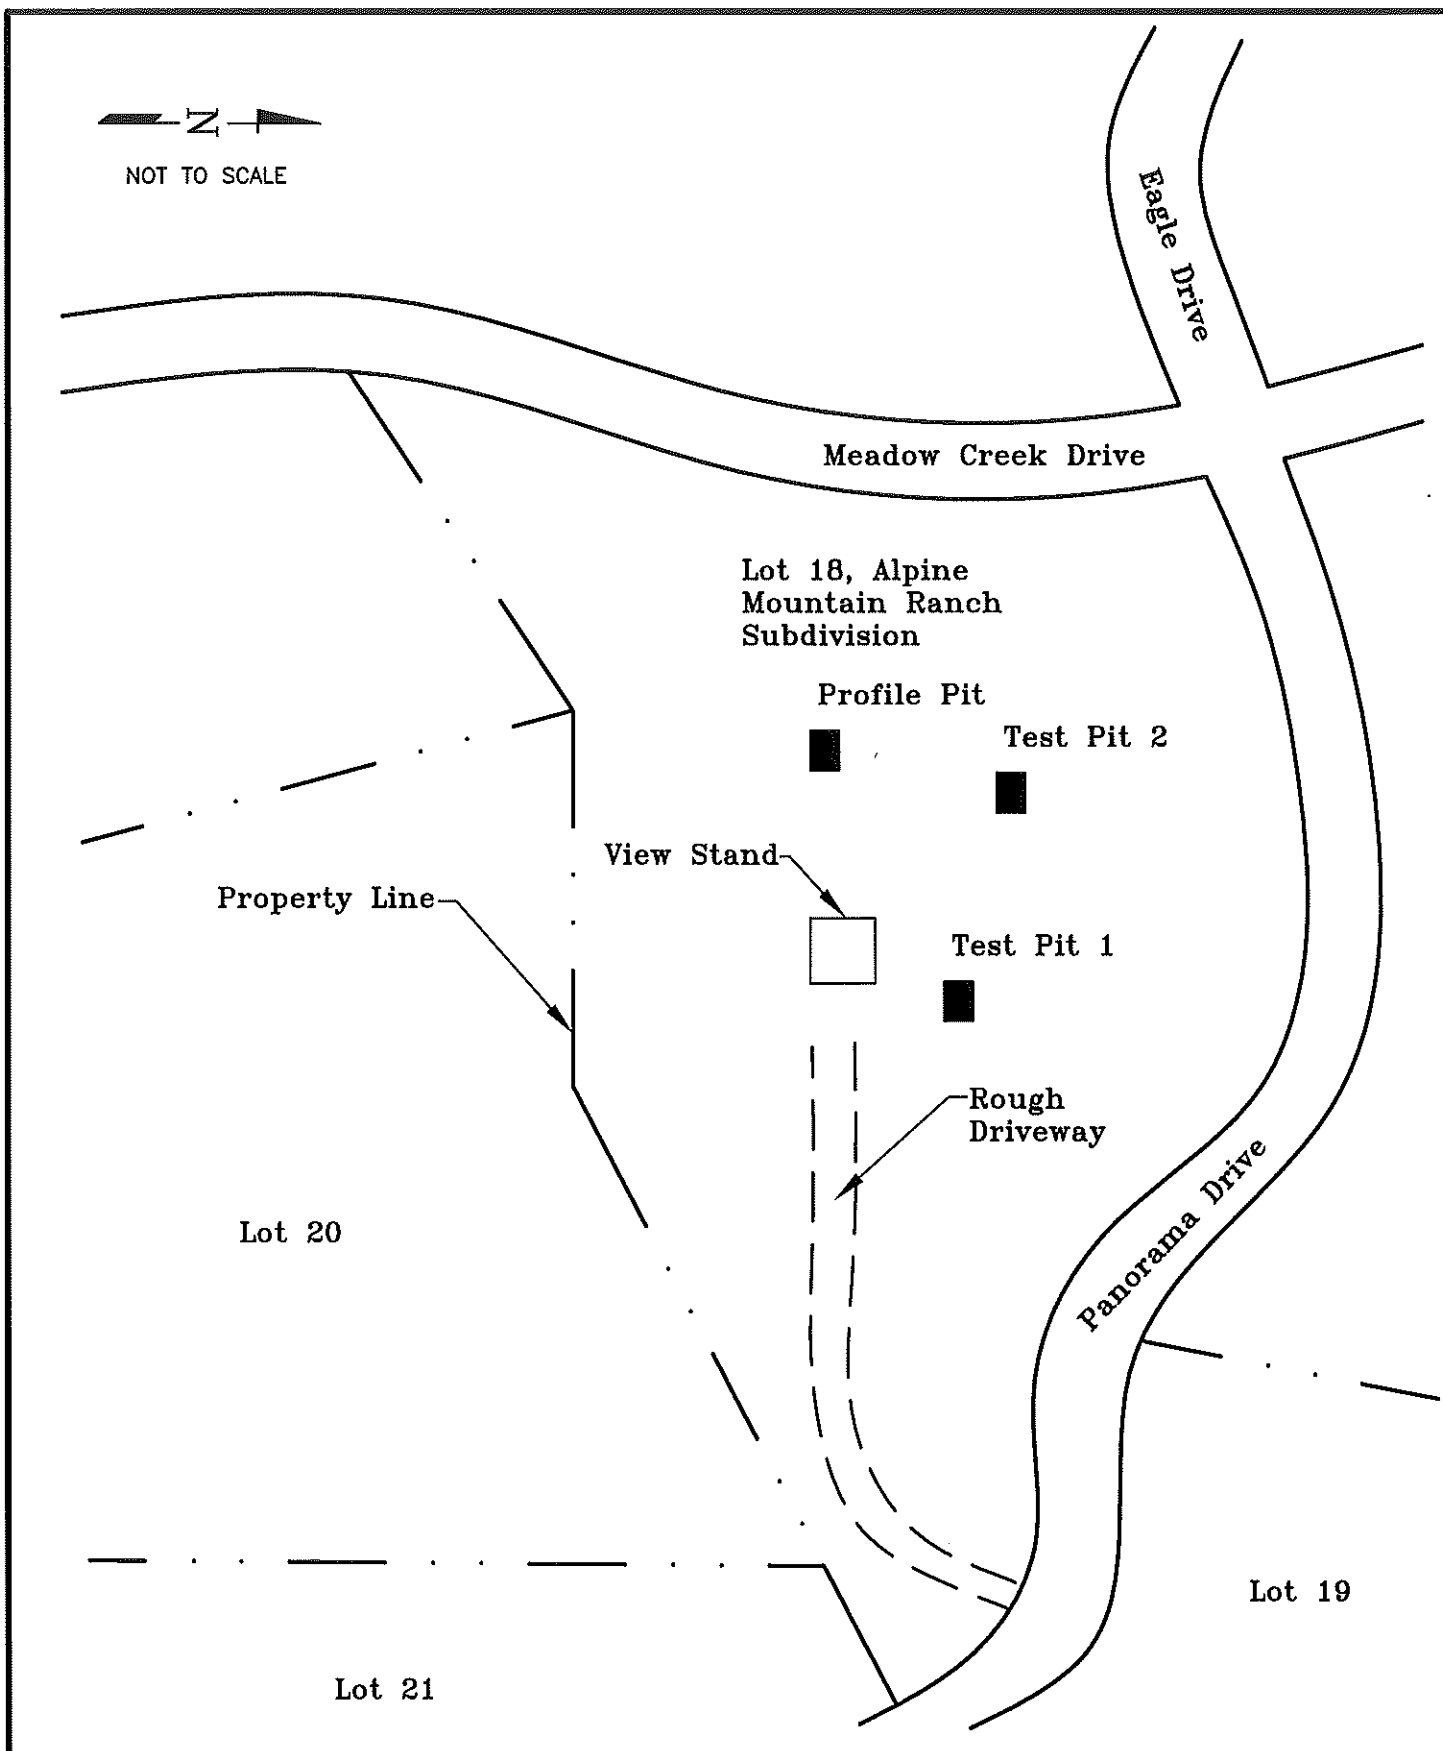 N
NOT TO SCALE
Eagle Drive
Meadow Creek Drive
Lot 18, Alpine
Mountain Ranch
Subdivision
Profile Pit
Test Pit 2
View Stand
Property Line
Test Pit 1
Rough
Driveway
Panorama Drive
Lot 20
Lot 19
Lot 21